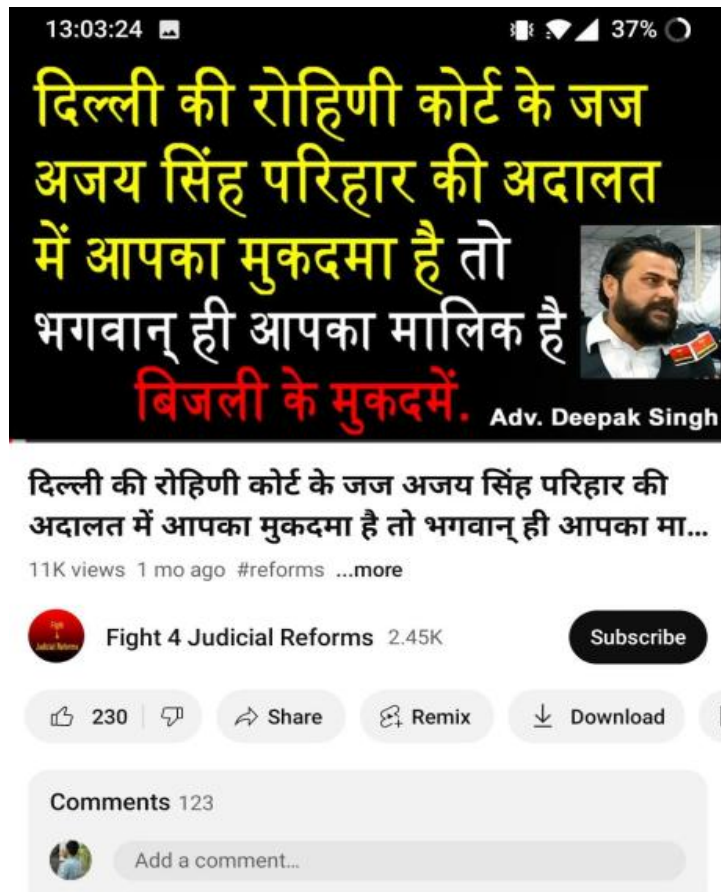 13:03:24 37%
दिल्ली की रोहिणी कोर्ट के जज
अजय सिंह परिहार की अदालत
में आपका मुकदमा है तो
भगवान् ही आपका मालिक है
बिजली के मुकदमें.
Adv. Deepak Singh
दिल्ली की रोहिणी कोर्ट के जज अजय सिंह परिहार की
अदालत में आपका मुकदमा है तो भगवान् ही आपका मा...
11K views 1 mo ago #reforms ...more
Fight 4 Judicial Reforms 2.45K Subscribe
230 Share Remix Download
Comments 123
Add a comment...